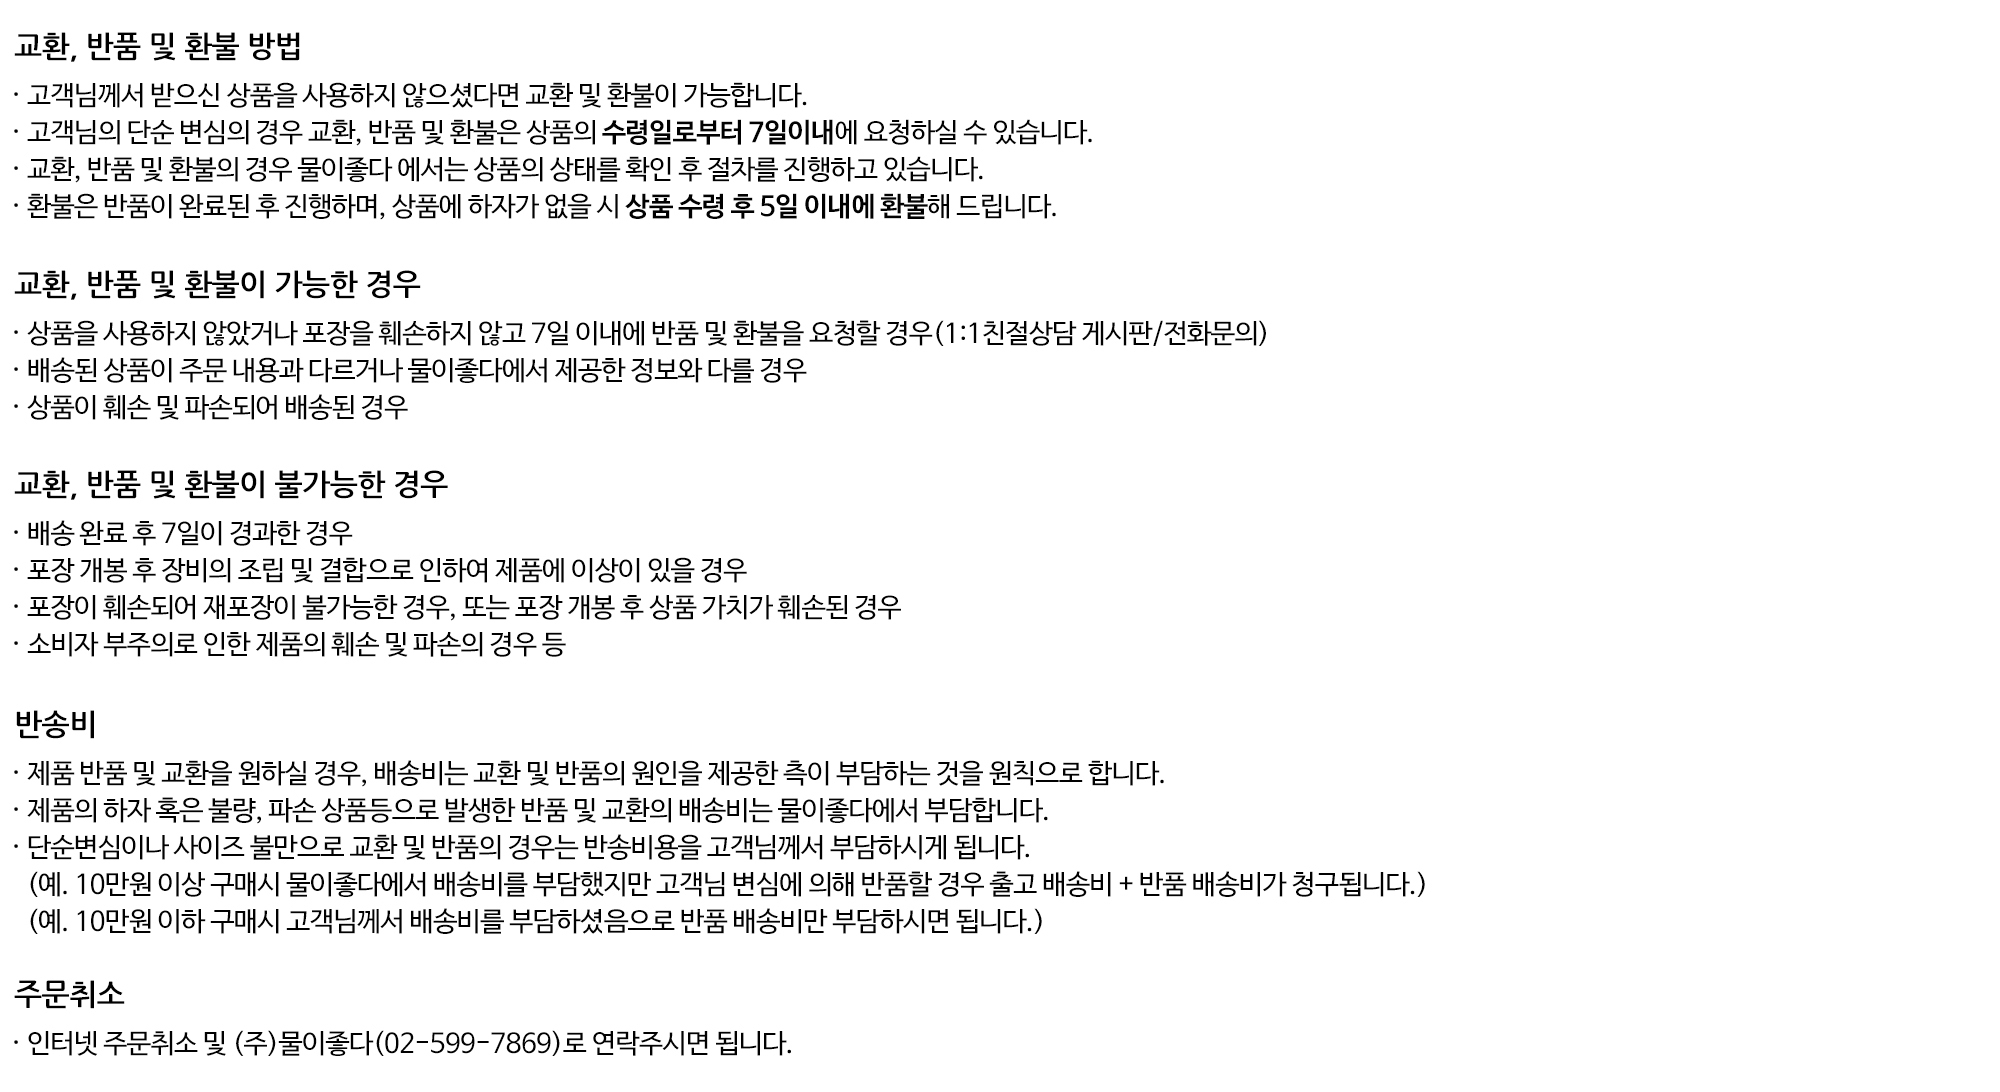 교환, 반품 및 환불 방법
· 고객님께서 받으신 상품을 사용하지 않으셨다면 교환 및 환불이 가능합니다.
· 고객님의 단순 변심의 경우 교환, 반품 및 환불은 상품의 수령일로부터 7일이내에 요청하실 수 있습니다.
· 교환, 반품 및 환불의 경우 물이좋다 에서는 상품의 상태를 확인 후 절차를 진행하고 있습니다.
· 환불은 반품이 완료된 후 진행하며, 상품에 하자가 없을 시 상품 수령 후 5일 이내에 환불해 드립니다.
교환, 반품 및 환불이 가능한 경우
· 상품을 사용하지 않았거나 포장을 훼손하지 않고 7일 이내에 반품 및 환불을 요청할 경우(1:1친절상담 게시판/전화문의)
· 배송된 상품이 주문 내용과 다르거나 물이좋다에서 제공한 정보와 다를 경우
· 상품이 훼손 및 파손되어 배송된 경우
교환, 반품 및 환불이 불가능한 경우
· 배송 완료 후 7일이 경과한 경우
· 포장 개봉 후 장비의 조립 및 결합으로 인하여 제품에 이상이 있을 경우
· 포장이 훼손되어 재포장이 불가능한 경우, 또는 포장 개봉 후 상품 가치가 훼손된 경우
· 소비자 부주의로 인한 제품의 훼손 및 파손의 경우 등
반송비
· 제품 반품 및 교환을 원하실 경우, 배송비는 교환 및 반품의 원인을 제공한 측이 부담하는 것을 원칙으로 합니다.
· 제품의 하자 혹은 불량, 파손 상품등으로 발생한 반품 및 교환의 배송비는 물이좋다에서 부담합니다.
· 단순변심이나 사이즈 불만으로 교환 및 반품의 경우는 반송비용을 고객님께서 부담하시게 됩니다.
(예. 10만원 이상 구매시 물이좋다에서 배송비를 부담했지만 고객님 변심에 의해 반품할 경우 출고 배송비 + 반품 배송비가 청구됩니다.)
(예. 10만원 이하 구매시 고객님께서 배송비를 부담하셨음으로 반품 배송비만 부담하시면 됩니다.)
주문취소
· 인터넷 주문취소 및 (주)물이좋다(02-599-7869)로 연락주시면 됩니다.